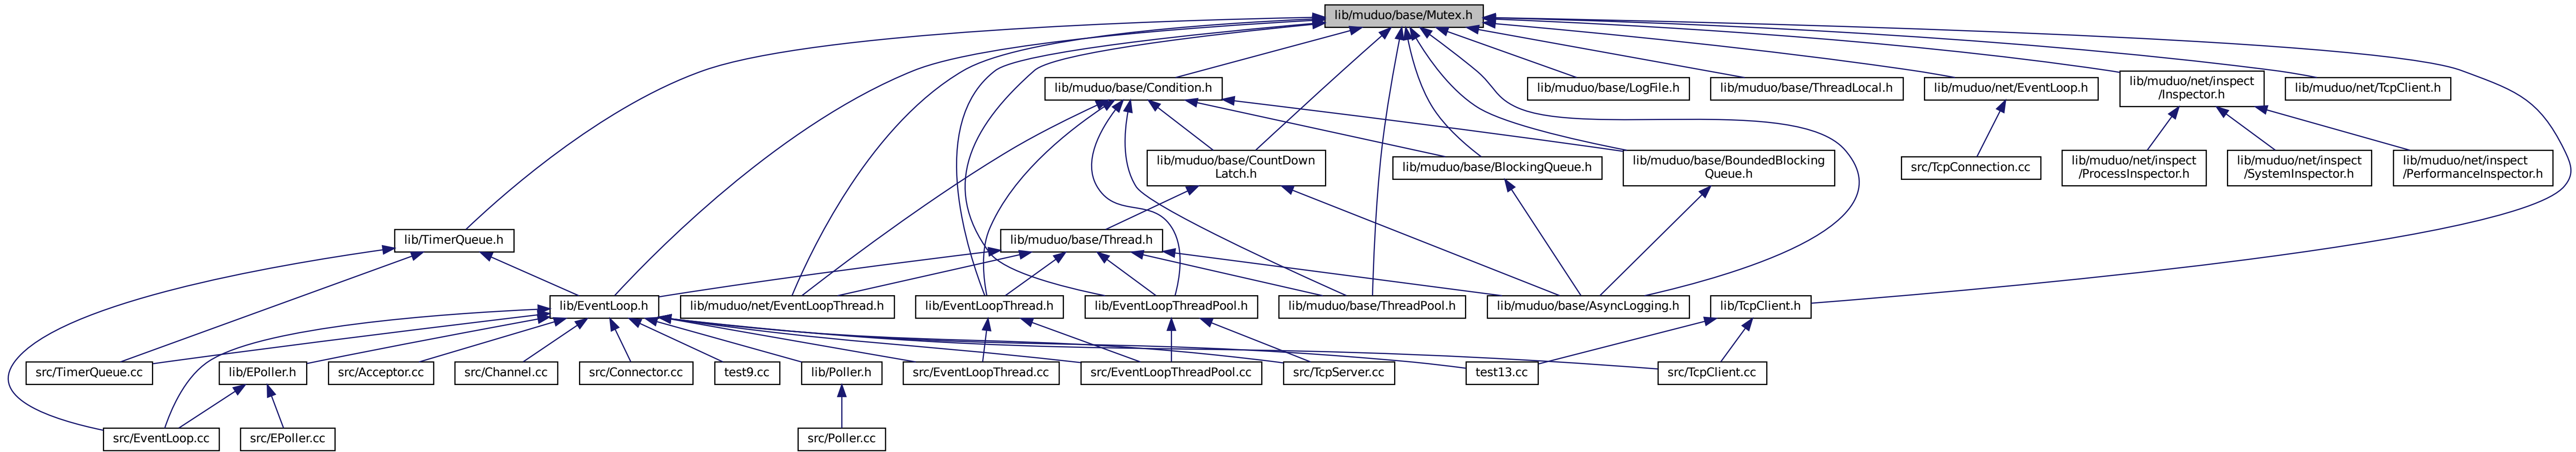 lib/muduo/base/Mutex.h
lib/muduo/base/Condition.h
lib/muduo/base/LogFile.h
lib/muduo/base/ThreadLocal.h
lib/muduo/net/EventLoop.h
lib/muduo/net/inspect
/Inspector.h
lib/muduo/net/TcpClient.h
lib/muduo/base/CountDown
Latch.h
lib/muduo/base/BlockingQueue.h
lib/muduo/base/BoundedBlocking
Queue.h
src/TcpConnection.cc
lib/muduo/net/inspect
/ProcessInspector.h
lib/muduo/net/inspect
/SystemInspector.h
lib/muduo/net/inspect
/PerformanceInspector.h
lib/TimerQueue.h
lib/muduo/base/Thread.h
lib/EventLoop.h
lib/muduo/net/EventLoopThread.h
lib/EventLoopThread.h
lib/EventLoopThreadPool.h
lib/muduo/base/ThreadPool.h
lib/muduo/base/AsyncLogging.h
lib/TcpClient.h
src/TimerQueue.cc
lib/EPoller.h
src/Acceptor.cc
src/Channel.cc
src/Connector.cc
test9.cc
lib/Poller.h
src/EventLoopThread.cc
src/EventLoopThreadPool.cc
src/TcpServer.cc
test13.cc
src/TcpClient.cc
src/EventLoop.cc
src/EPoller.cc
src/Poller.cc